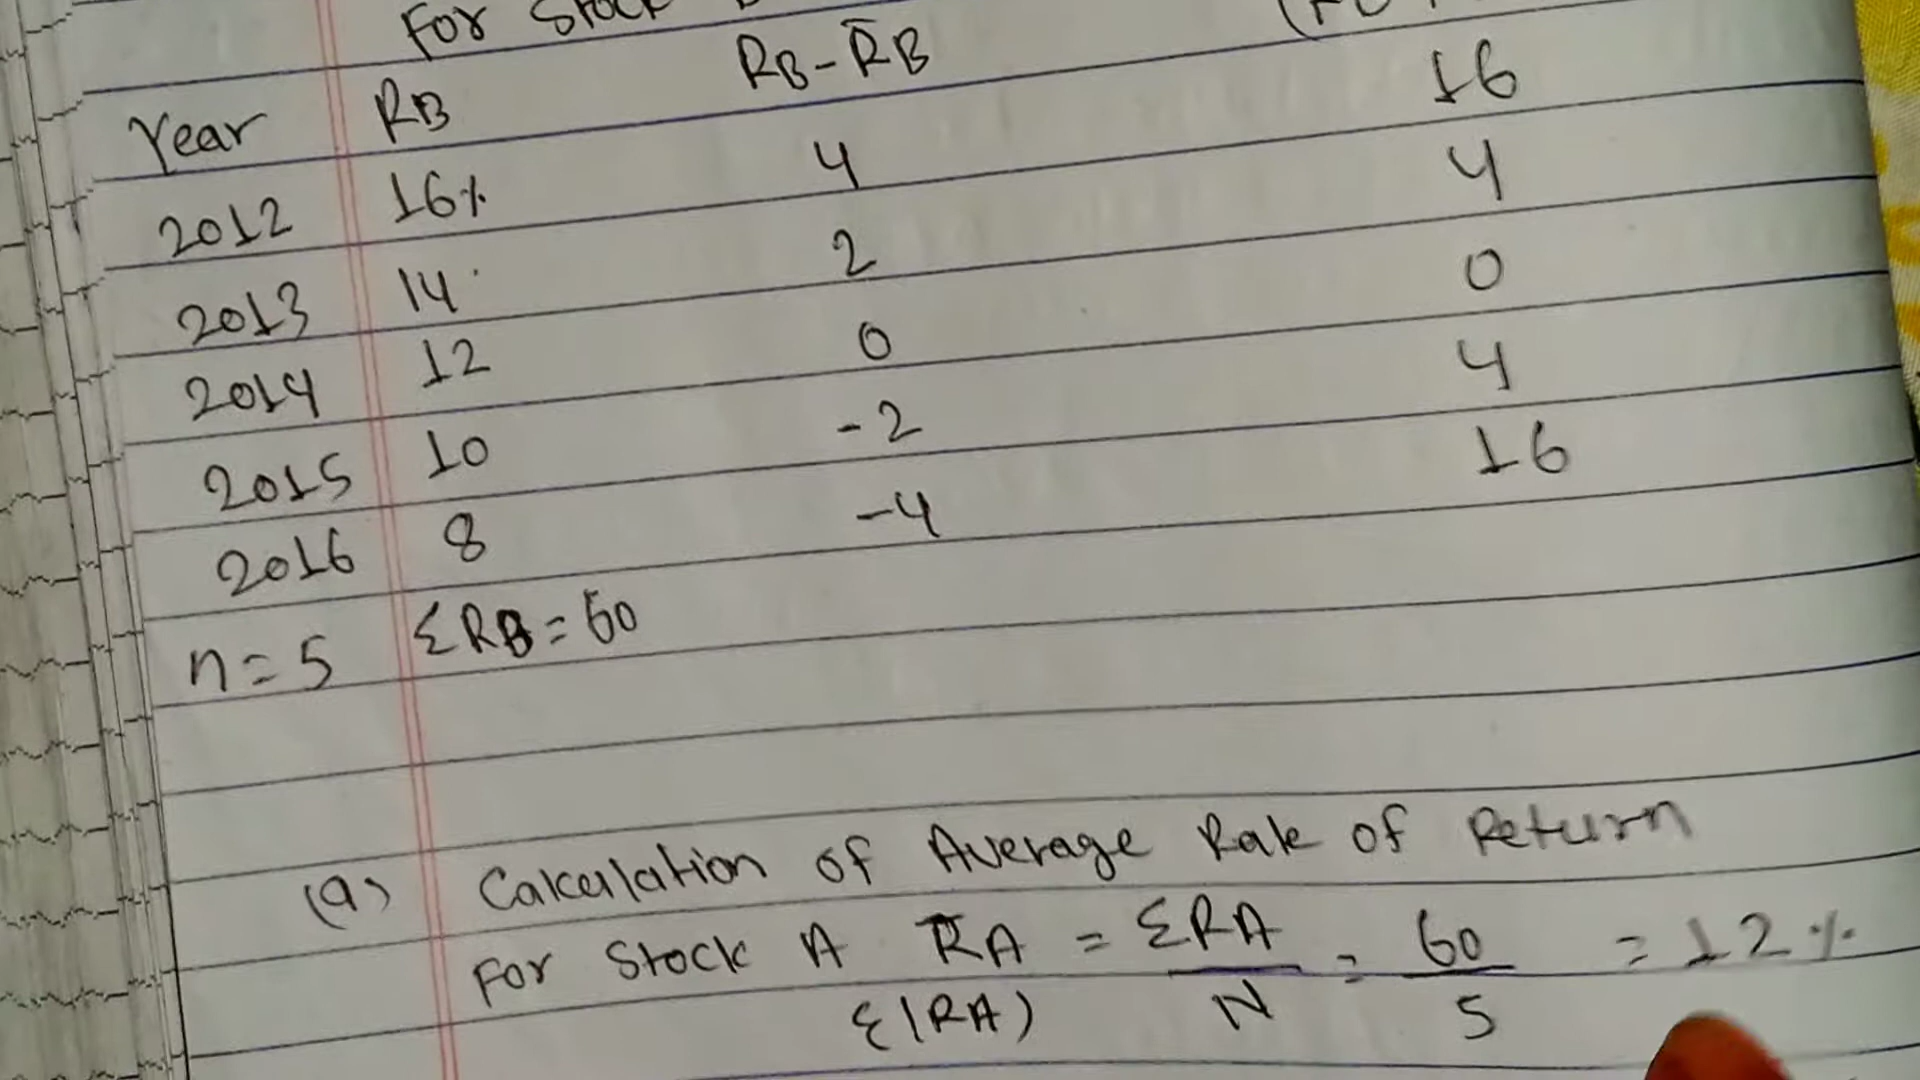 For Stock
Year RB RB-R̄B
2012 16% 4 16
2013 14 2 4
2014 12 0 0
2015 10 -2 4
2016 8 -4 16
n=5 ΣRB=60
(a) Calculation of Average Rate of Return
For Stock A R̄A = ΣRA/N = 60/5 = 12%
Σ(RA)